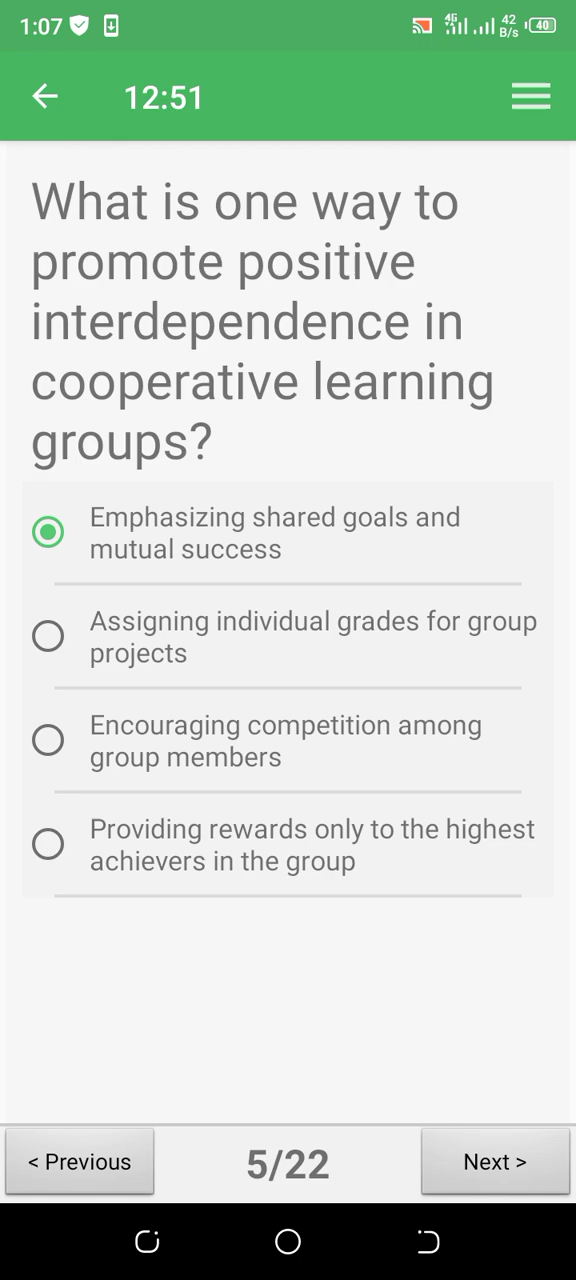 1:07 4G 42 B/s 40
12:51
What is one way to
promote positive
interdependence in
cooperative learning
groups?
Emphasizing shared goals and
mutual success
Assigning individual grades for group
projects
Encouraging competition among
group members
Providing rewards only to the highest
achievers in the group
< Previous 5/22 Next >